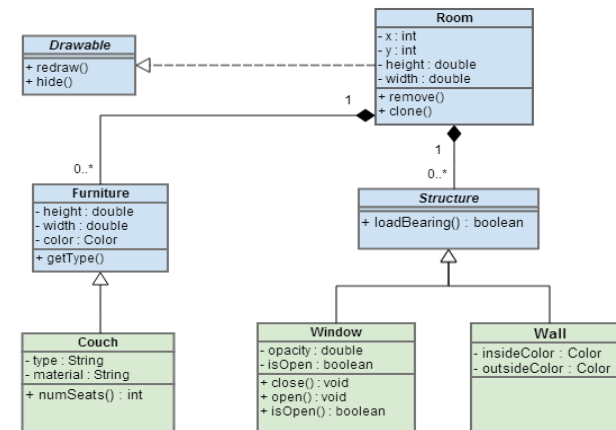 Room
- x : int
- y : int
- height : double
- width : double
+ remove()
+ clone()
Drawable
+ redraw()
+ hide()
1
0..*
1
0..*
Furniture
- height : double
- width : double
- color : Color
+ getType()
Structure
+ loadBearing() : boolean
Couch
- type : String
- material : String
+ numSeats() : int
Window
- opacity : double
- isOpen : boolean
+ close() : void
+ open() : void
+ isOpen() : boolean
Wall
- insideColor : Color
- outsideColor : Color